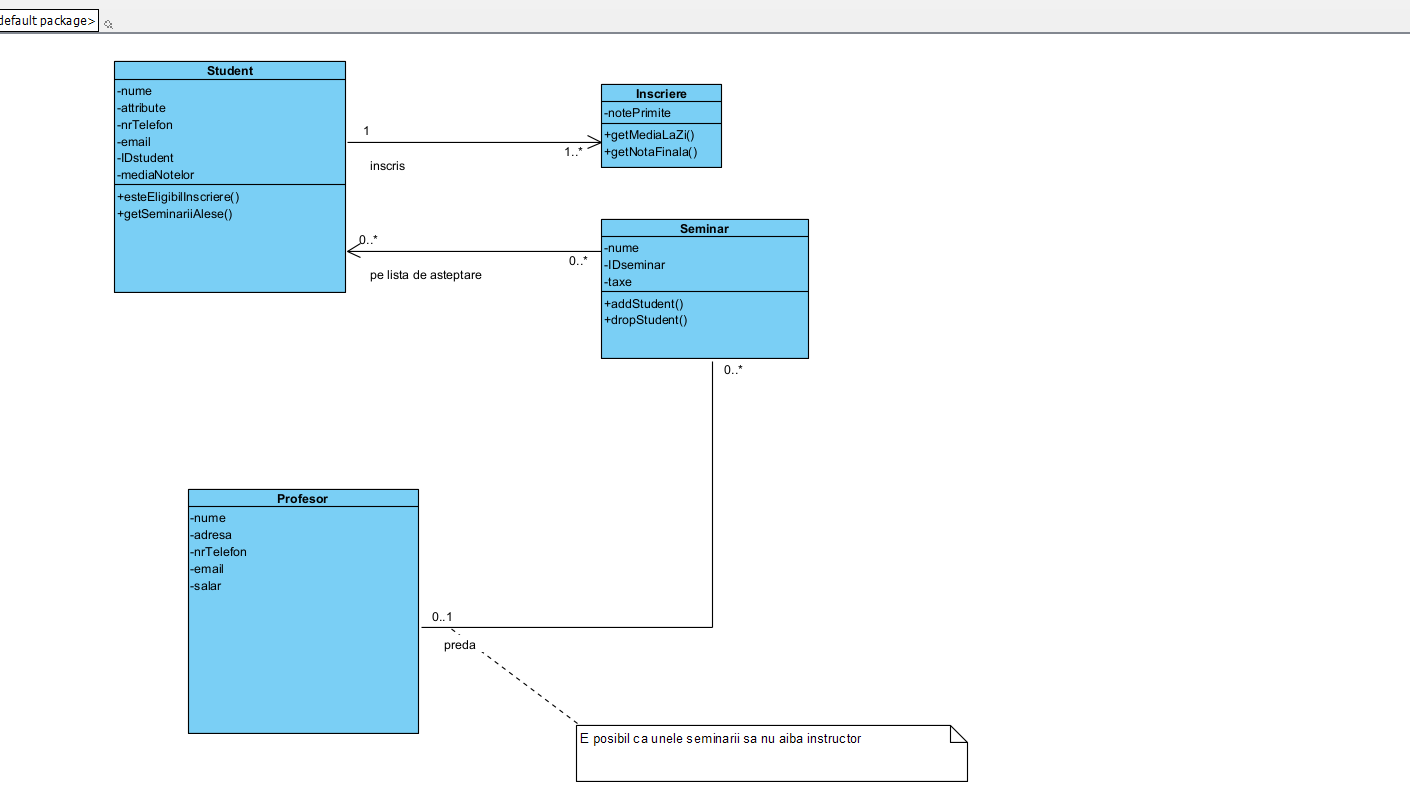 default package>
Student
-nume
-attribute
-nrTelefon
-email
-IDstudent
-mediaNotelor
+esteEligibilInscriere()
+getSeminariiAlese()
1
1..*
inscris
Inscriere
-notePrimite
+getMediaLaZi()
+getNotaFinala()
0..*
0..*
pe lista de asteptare
Seminar
-nume
-IDseminar
-taxe
+addStudent()
+dropStudent()
0..*
Profesor
-nume
-adresa
-nrTelefon
-email
-salar
0..1
preda
E posibil ca unele seminarii sa nu aiba instructor